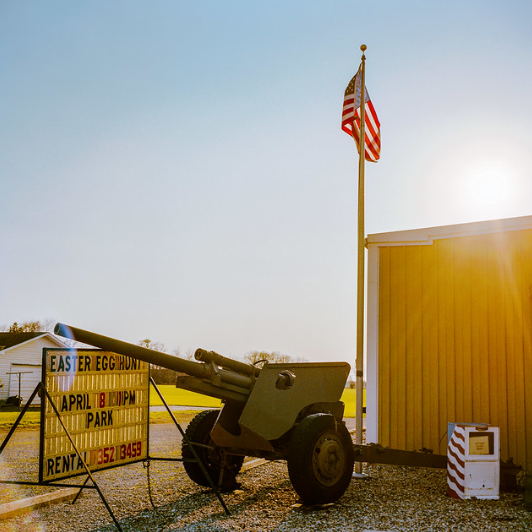 EASTER EGG HUNT
APRIL 8 1PM
PARK
RENTAL 352 3459